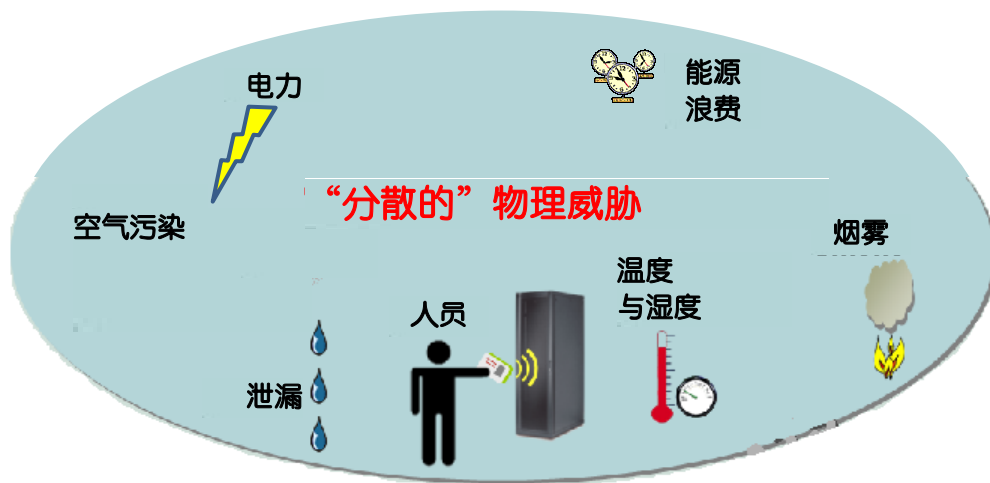 电力
能源
浪费
“分散的”物理威胁
空气污染
烟雾
温度
与湿度
人员
泄漏